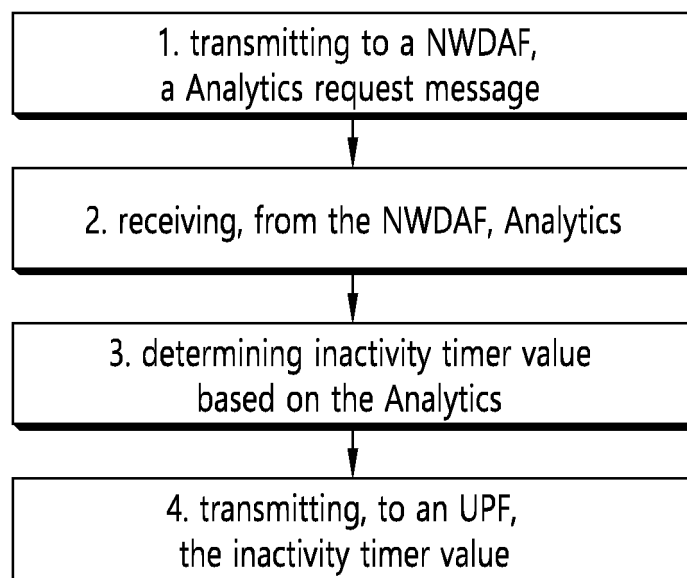 1. transmitting to a NWDAF,
a Analytics request message
2. receiving, from the NWDAF, Analytics
3. determining inactivity timer value
based on the Analytics
4. transmitting, to an UPF,
the inactivity timer value